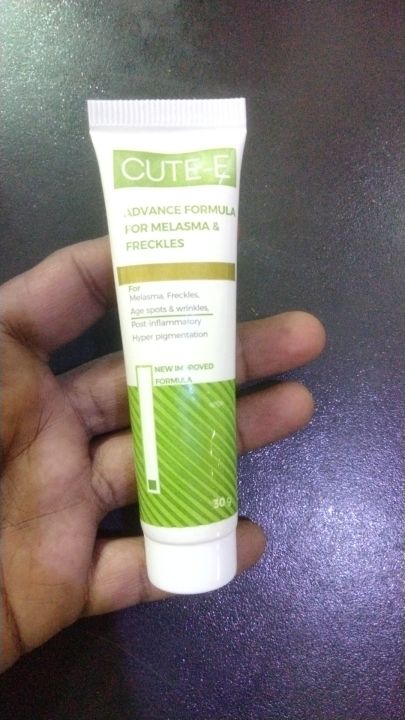 CUTE-E
ADVANCE FORMULA
FOR MELASMA &
FRECKLES
For
Melasma, Freckles,
Age spots & wrinkles,
Post inflammatory
Hyper pigmentation
NEW IMPROVED
FORMULA
30 g